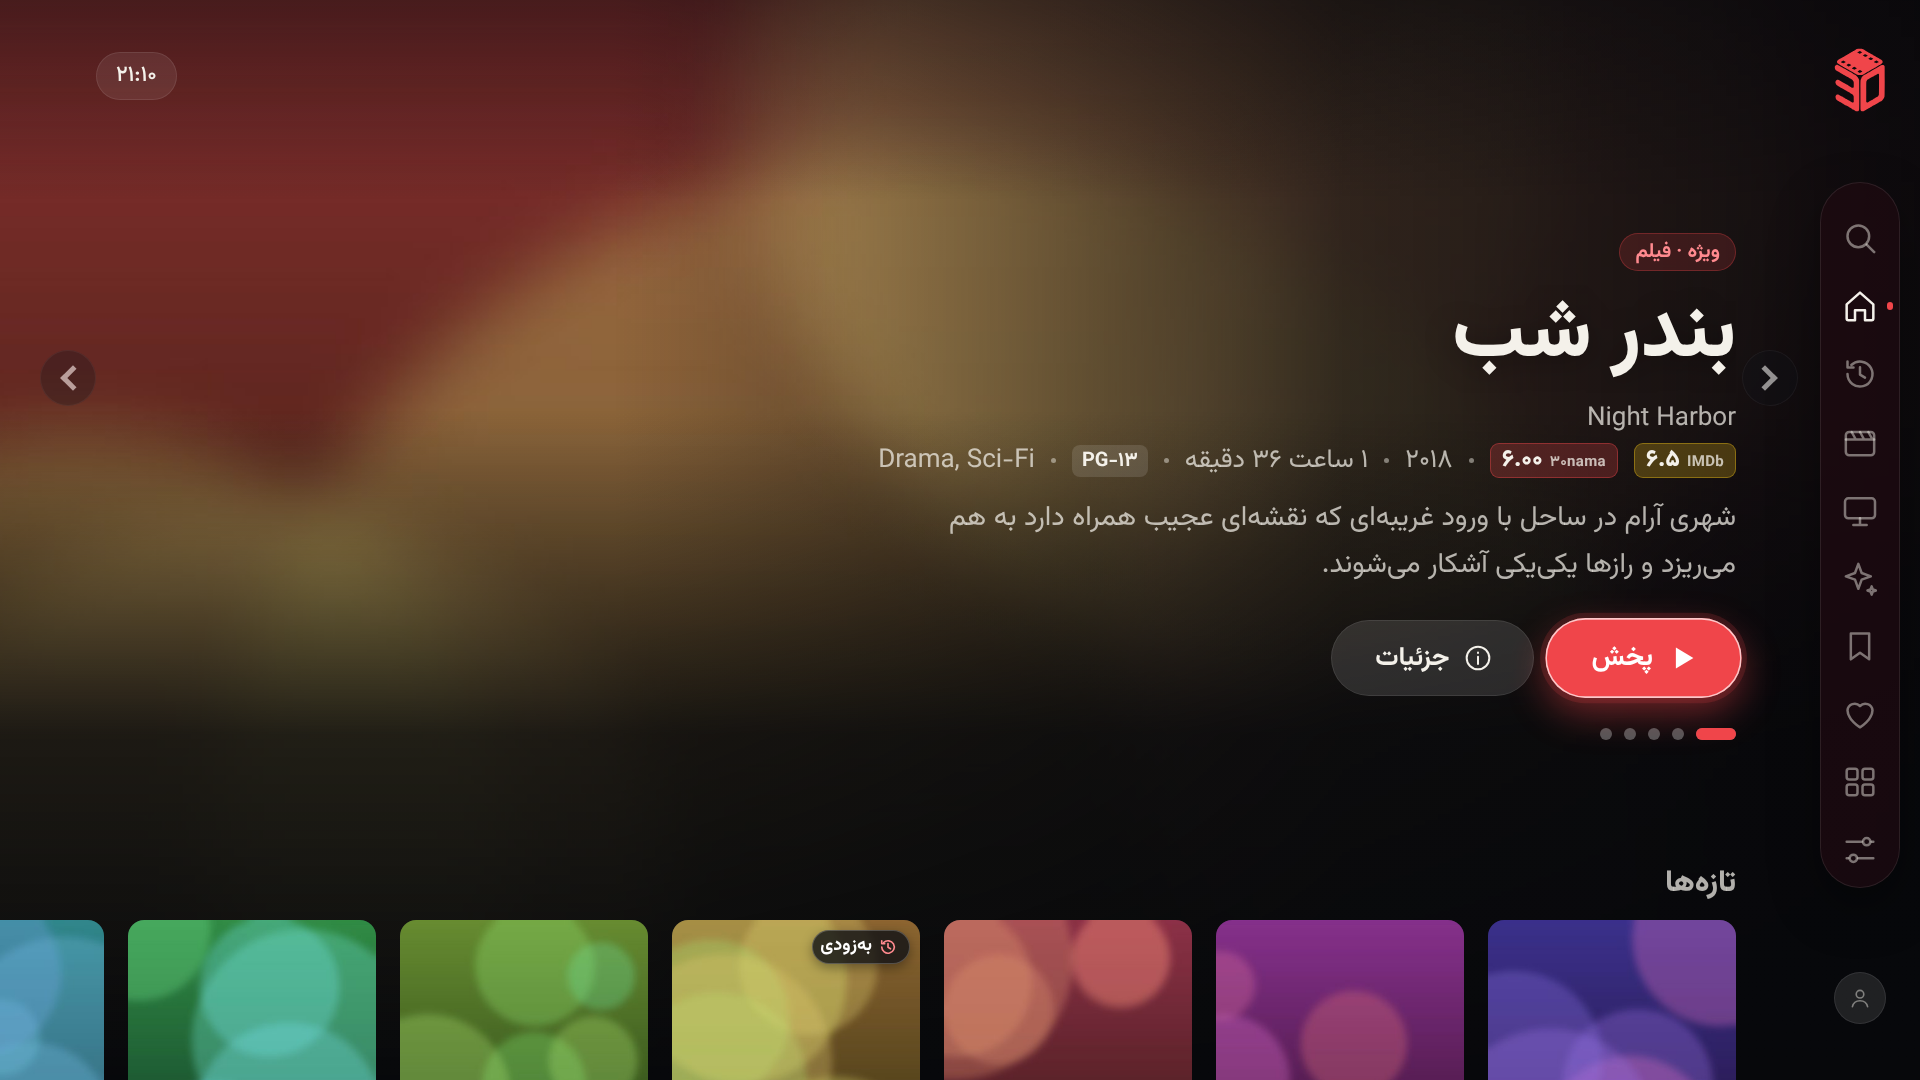 ۲۱:۱۰
ویژه · فیلم
بندر شب
Night Harbor
IMDb ۶.۵ ۳۰nama ۶.۰۰ • ۲۰۱۸ • ۱ ساعت ۳۶ دقیقه • PG-۱۳ • Drama, Sci-Fi
شهری آرام در ساحل با ورود غریبه‌ای که نقشه‌ای عجیب همراه دارد به هم
می‌ریزد و رازها یکی‌یکی آشکار می‌شوند.
پخش
جزئیات
تازه‌ها
به‌زودی